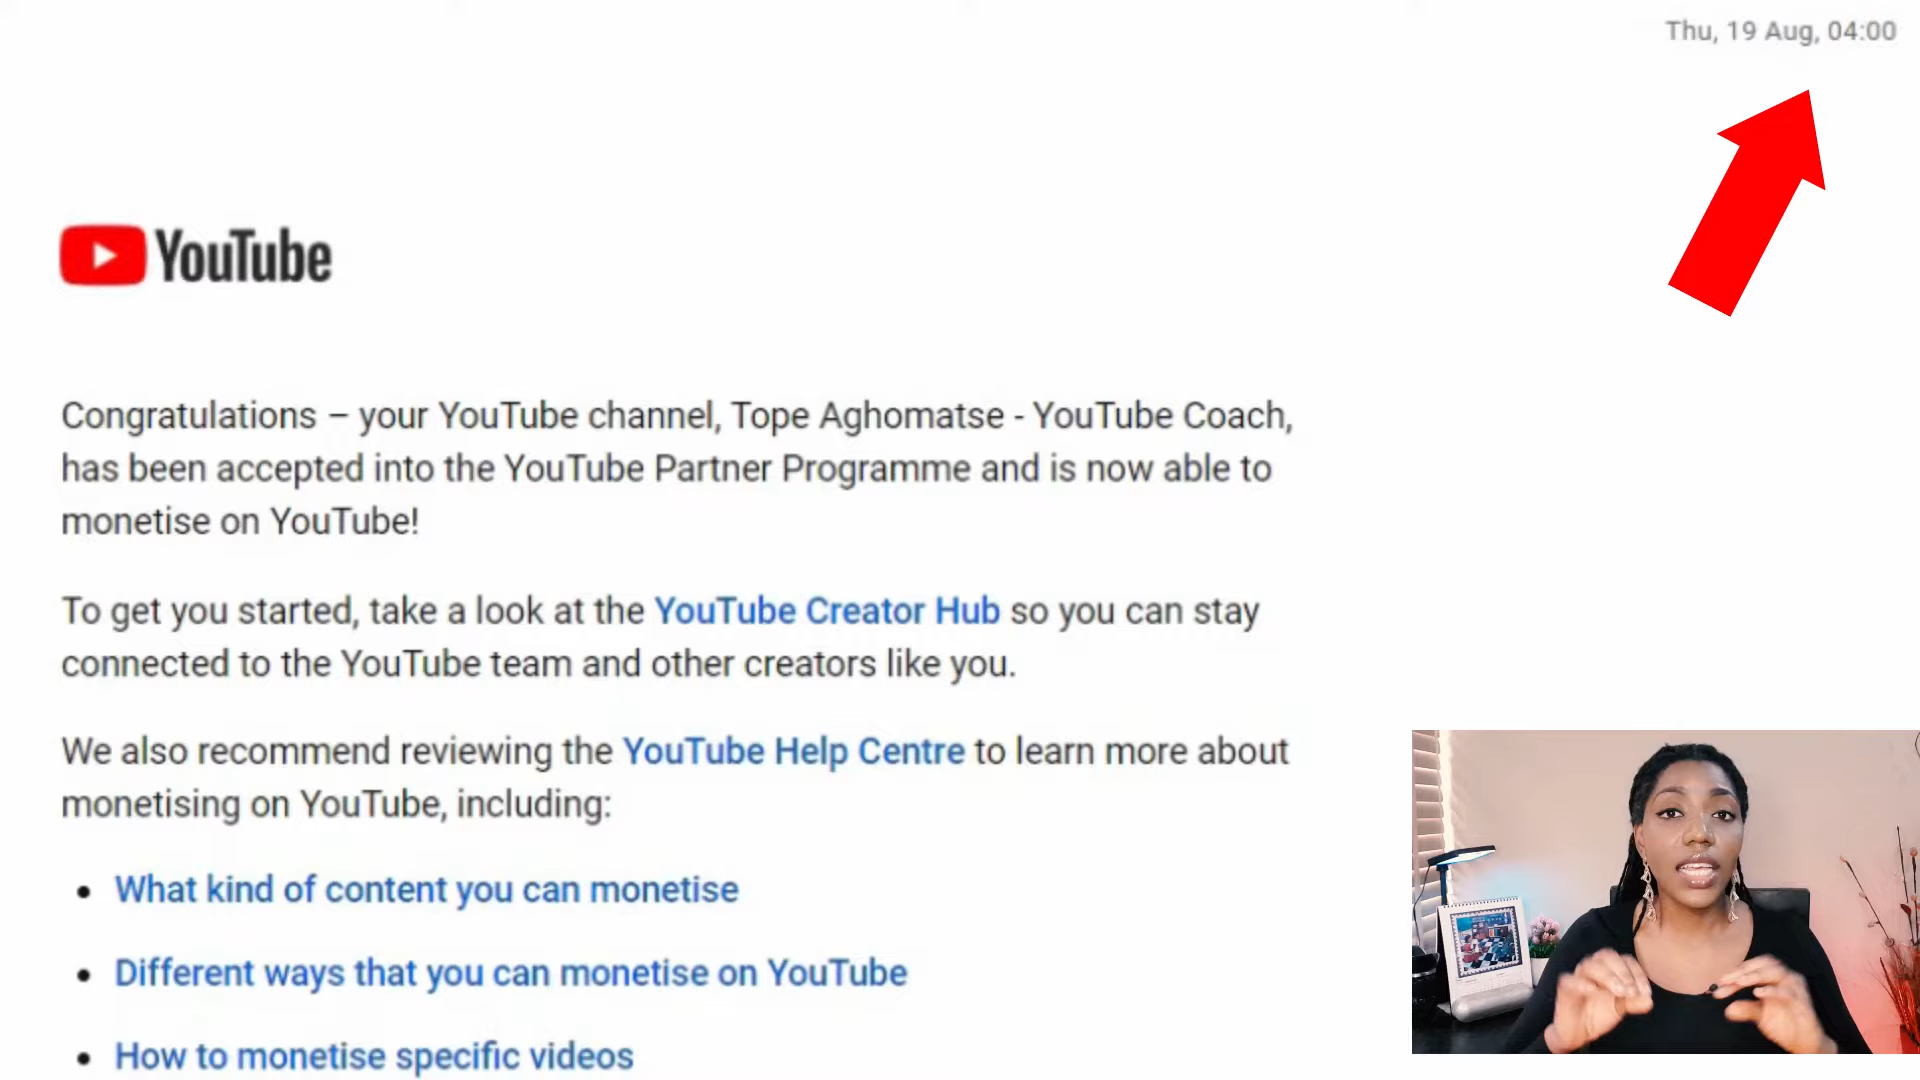 Thu, 19 Aug, 04:00
YouTube
Congratulations – your YouTube channel, Tope Aghomatse - YouTube Coach,
has been accepted into the YouTube Partner Programme and is now able to
monetise on YouTube!
To get you started, take a look at the YouTube Creator Hub so you can stay
connected to the YouTube team and other creators like you.
We also recommend reviewing the YouTube Help Centre to learn more about
monetising on YouTube, including:
• What kind of content you can monetise
• Different ways that you can monetise on YouTube
• How to monetise specific videos